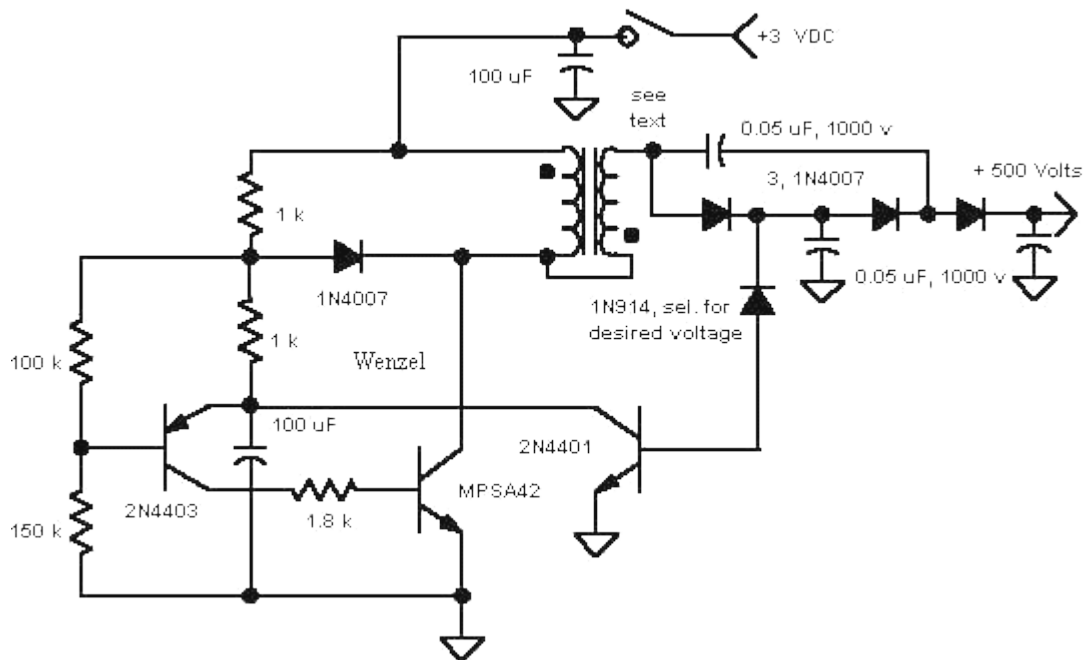 +3 VDC
100 uF
see
text
0.05 uF, 1000 v
3, 1N4007
+ 500 Volts
1 k
1N4007
0.05 uF, 1000 v
1N914, sel. for
desired voltage
1 k
Wenzel
100 k
100 uF
2N4401
2N4403
1.8 k
MPSA42
150 k